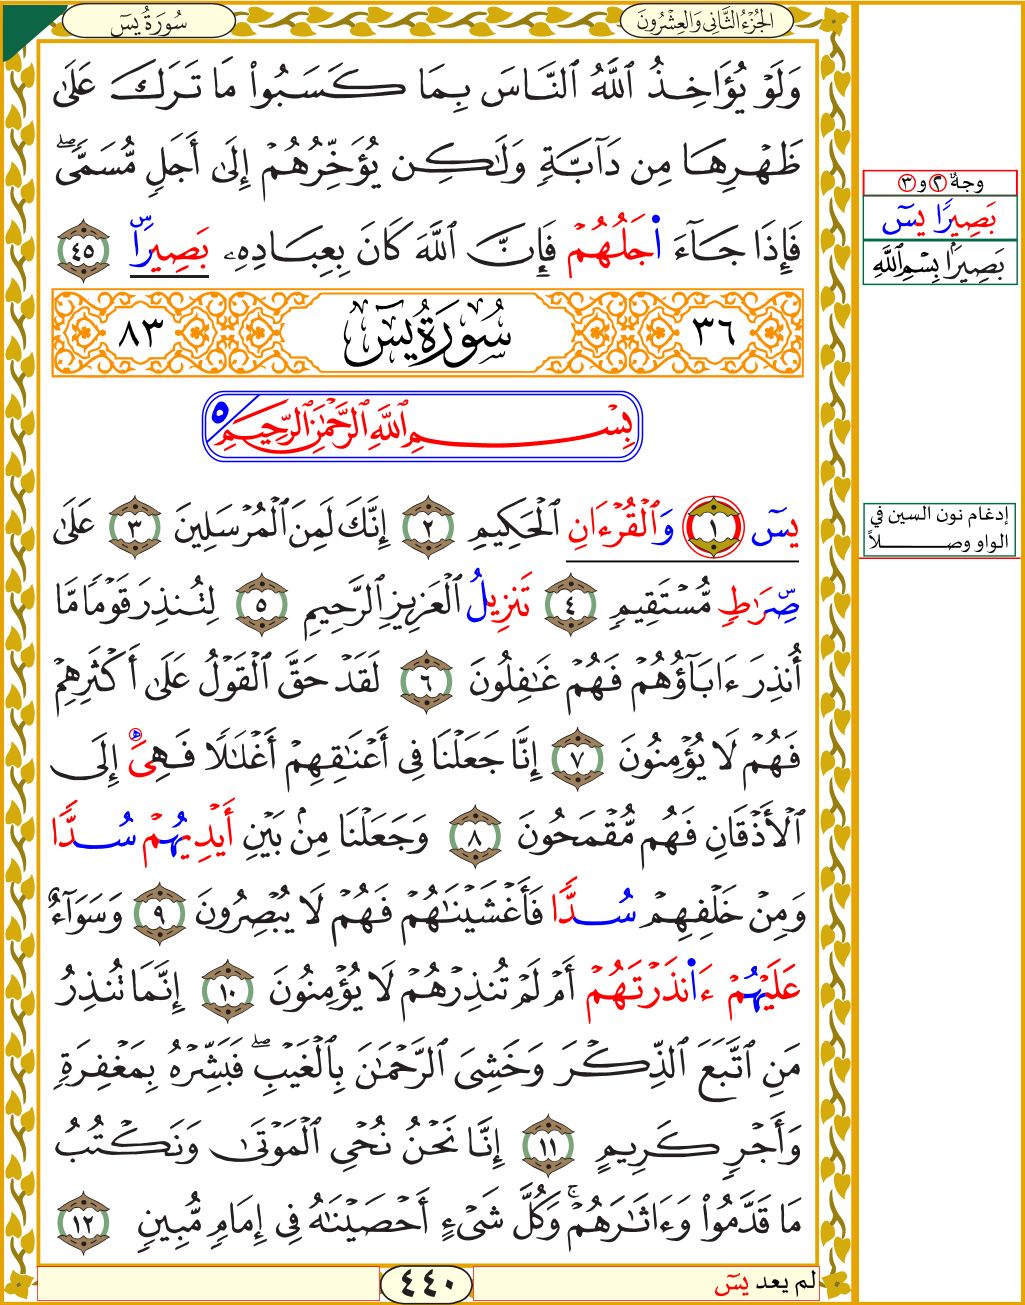 الجُزْءُ الثَّانِي وَالعِشْرُونَ
سُورَةُ يسٓ
وَلَوۡ يُؤَاخِذُ ٱللَّهُ ٱلنَّاسَ بِمَا كَسَبُواْ مَا تَرَكَ عَلَىٰ
ظَهۡرِهَا مِن دَآبَّةٖ وَلَٰكِن يُؤَخِّرُهُمۡ إِلَىٰٓ أَجَلٖ مُّسَمّٗىۖ
فَإِذَا جَآءَ اجَلُهُمۡ فَإِنَّ ٱللَّهَ كَانَ بِعِبَادِهِۦ بَصِيرَۢاسّ ٤٥
٣٦ سُورَةُ يسٓ ٨٣
بِسۡمِ ٱللَّهِ ٱلرَّحۡمَٰنِ ٱلرَّحِيمِ ٥
يسٓ ١ وَٱلۡقُرۡءَانِ ٱلۡحَكِيمِ ٢ إِنَّكَ لَمِنَ ٱلۡمُرۡسَلِينَ ٣ عَلَىٰ
صِّرَٰطٖ مُّسۡتَقِيمٖ ٤ تَنزِيلُ ٱلۡعَزِيزِ ٱلرَّحِيمِ ٥ لِتُنذِرَ قَوۡمٗا مَّآ
أُنذِرَ ءَابَآؤُهُمۡ فَهُمۡ غَٰفِلُونَ ٦ لَقَدۡ حَقَّ ٱلۡقَوۡلُ عَلَىٰٓ أَكۡثَرِهِمۡ
فَهُمۡ لَا يُؤۡمِنُونَ ٧ إِنَّا جَعَلۡنَا فِيٓ أَعۡنَٰقِهِمۡ أَغۡلَٰلٗا فَهِيَ إِلَى
ٱلۡأَذۡقَانِ فَهُم مُّقۡمَحُونَ ٨ وَجَعَلۡنَا مِنۢ بَيۡنِ أَيۡدِيهُمۡ سُدّٗا
وَمِنۡ خَلۡفِهِمۡ سُدّٗا فَأَغۡشَيۡنَٰهُمۡ فَهُمۡ لَا يُبۡصِرُونَ ٩ وَسَوَآءٌ
عَلَيۡهُمۡ ءَانذَرۡتَهُمۡ أَمۡ لَمۡ تُنذِرۡهُمۡ لَا يُؤۡمِنُونَ ١٠ إِنَّمَا تُنذِرُ
مَنِ ٱتَّبَعَ ٱلذِّكۡرَ وَخَشِيَ ٱلرَّحۡمَٰنَ بِٱلۡغَيۡبِۖ فَبَشِّرۡهُ بِمَغۡفِرَةٖ
وَأَجۡرٖ كَرِيمٍ ١١ إِنَّا نَحۡنُ نُحۡيِ ٱلۡمَوۡتَىٰ وَنَكۡتُبُ
مَا قَدَّمُواْ وَءَاثَٰرَهُمۡۚ وَكُلَّ شَيۡءٍ أَحۡصَيۡنَٰهُ فِيٓ إِمَامٖ مُّبِينٖ ١٢
لم يعد يسٓ
٤٤٠
وجهٌ ٢ و ٣
بَصِيرٗا يسٓ
بَصِيرَۢا بِسۡمِ ٱللَّهِ
إدغام نون السين في
الواو وصلاً